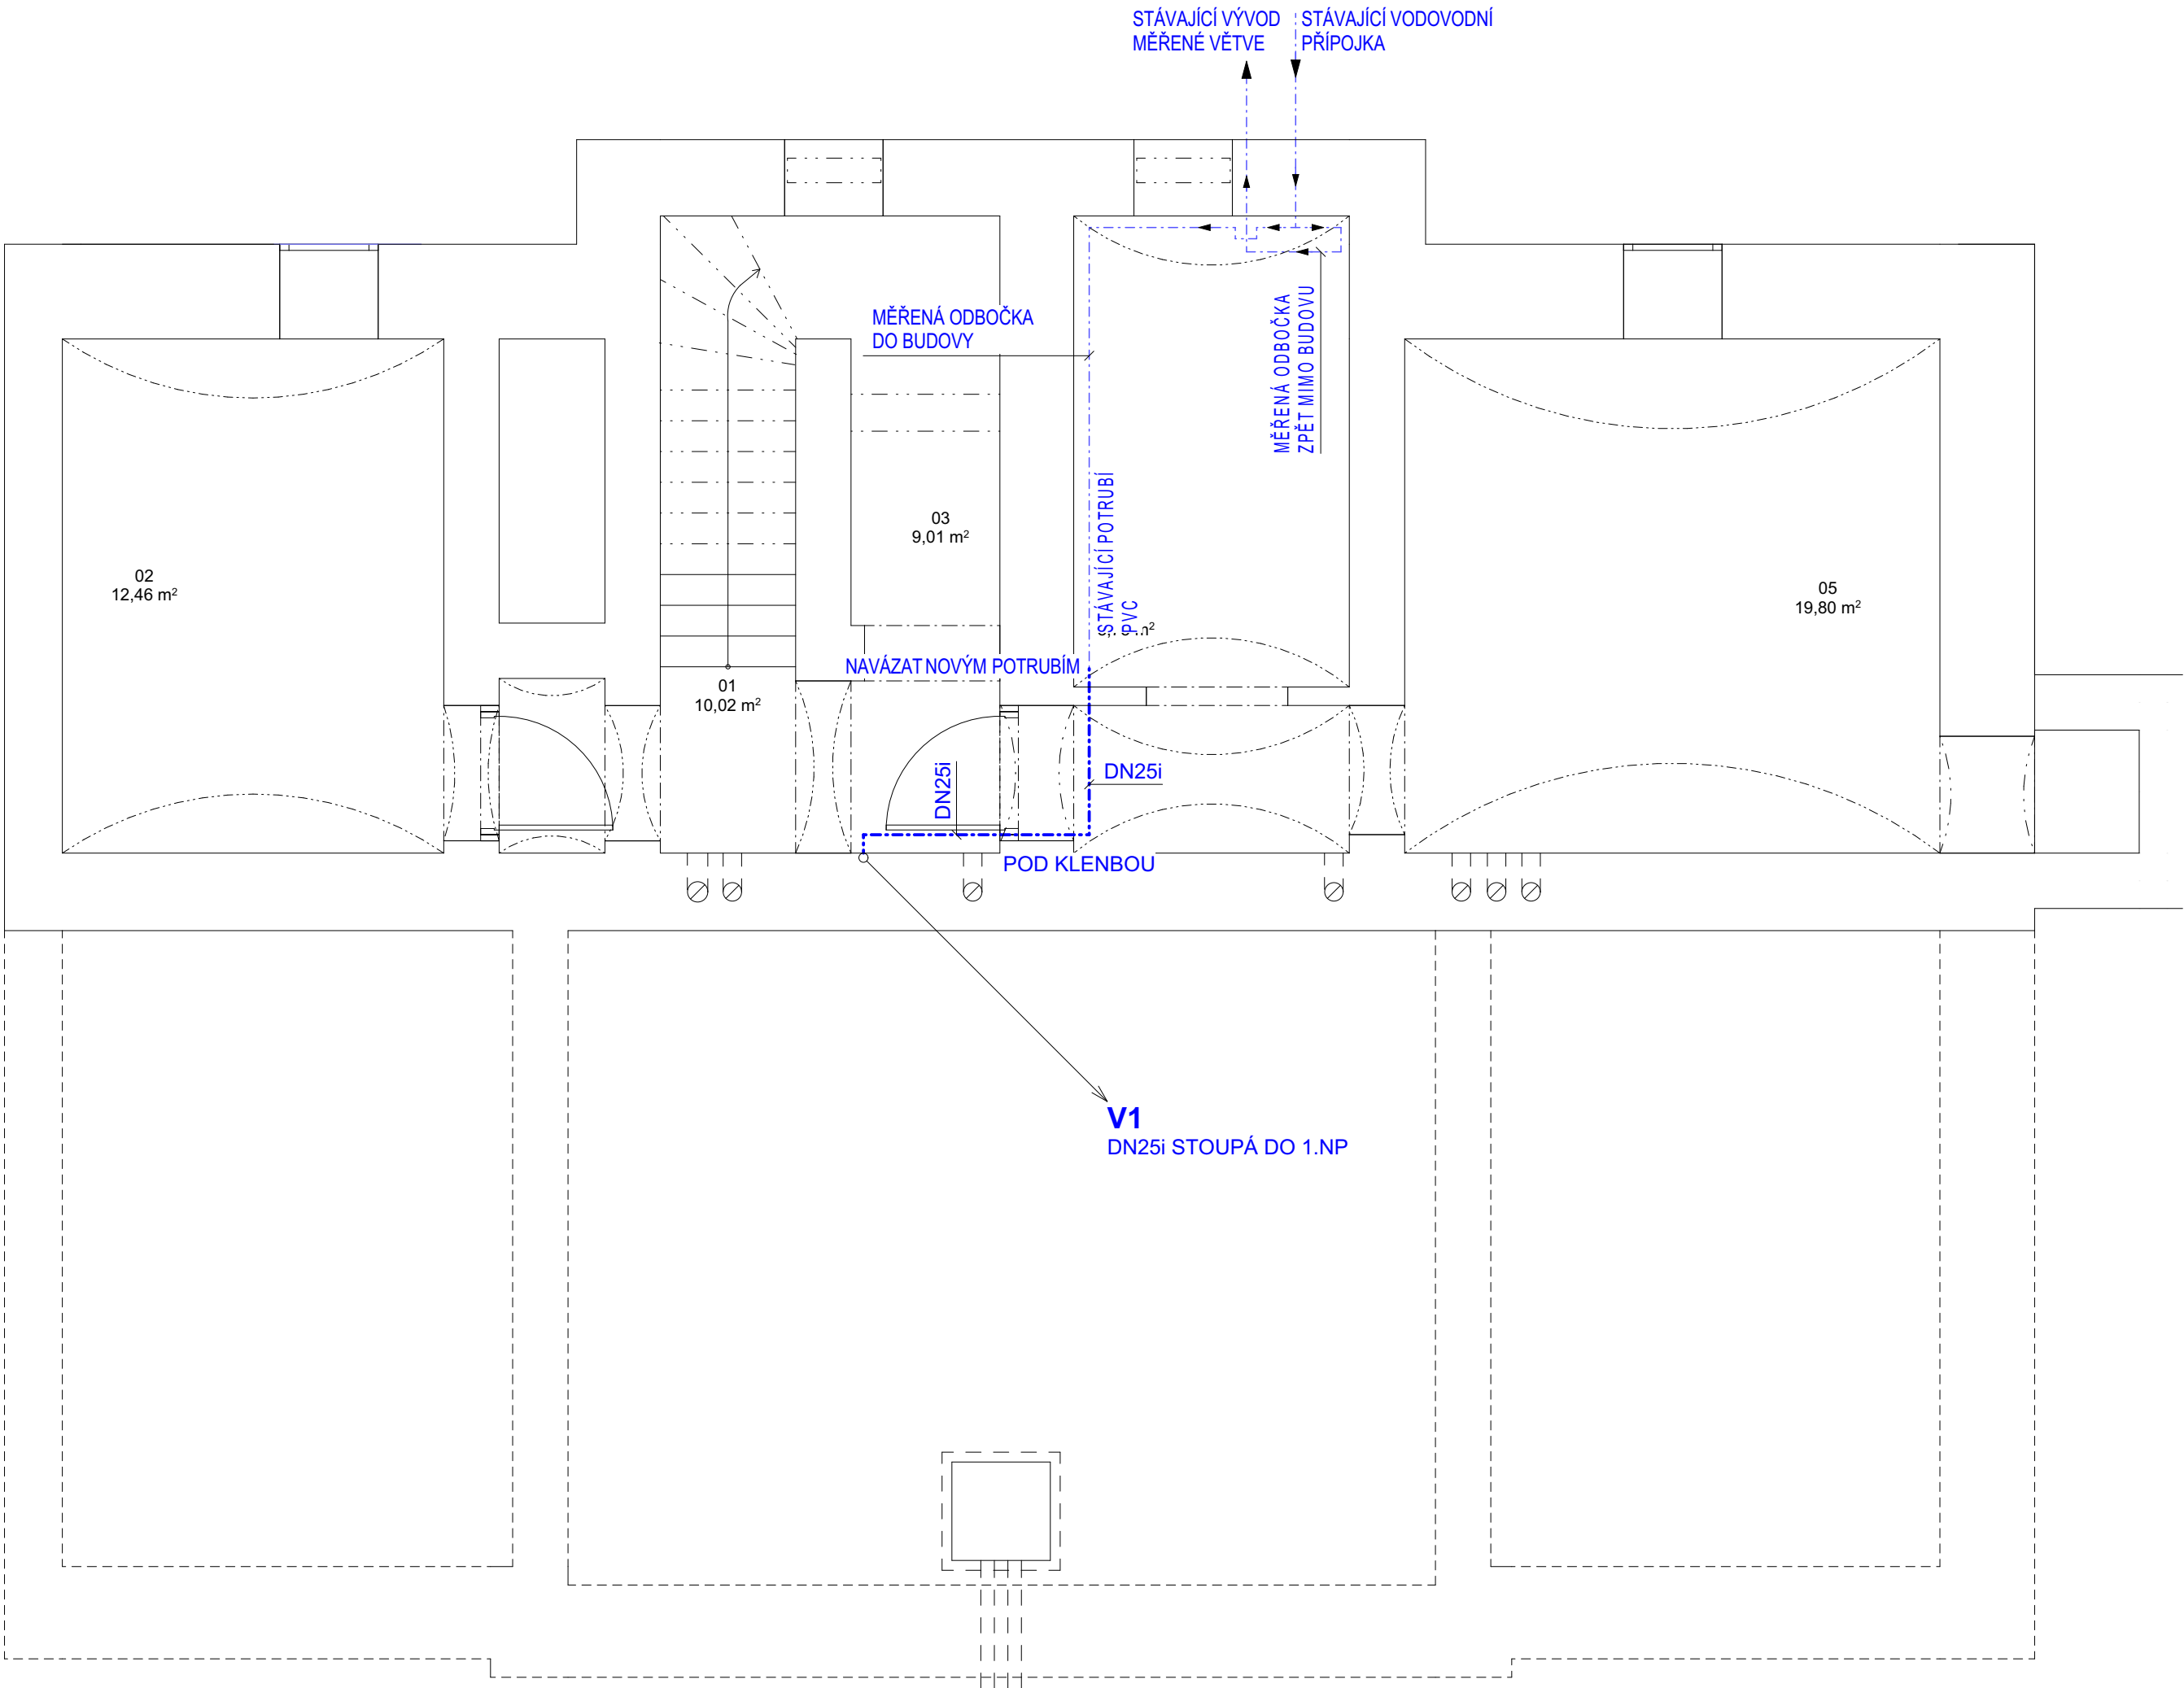 STÁVAJÍCÍ VÝVOD
MĚŘENÉ VĚTVE
STÁVAJÍCÍ VODOVODNÍ
PŘÍPOJKA
MĚŘENÁ ODBOČKA
DO BUDOVY
MĚŘENÁ ODBOČKA
ZPĚT MIMO BUDOVU
STÁVAJÍCÍ POTRUBÍ
PVC
03
9,01 m²
02
12,46 m²
05
19,80 m²
m²
NAVÁZAT NOVÝM POTRUBÍM
01
10,02 m²
DN25i
DN25i
POD KLENBOU
V1
DN25i STOUPÁ DO 1.NP